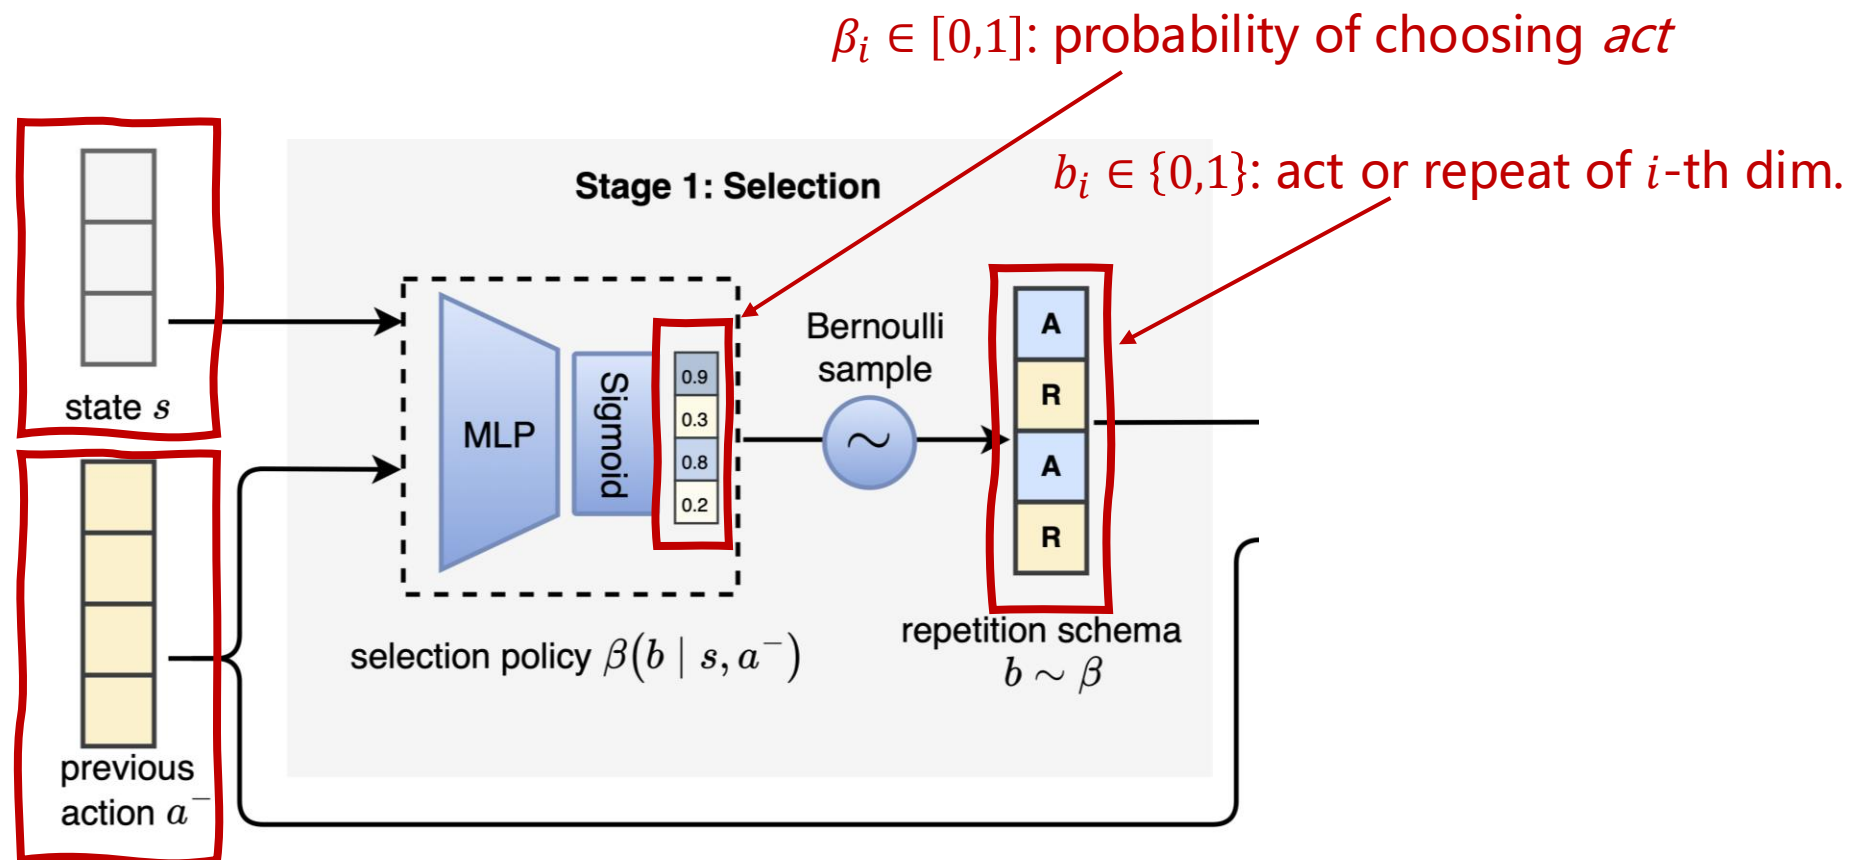 βᵢ ∈ [0,1]: probability of choosing act
bᵢ ∈ {0,1}: act or repeat of i-th dim.
Stage 1: Selection
state s
previous
action a⁻
MLP
Sigmoid
0.9
0.3
0.8
0.2
selection policy β(b | s, a⁻)
Bernoulli
sample
~
A
R
A
R
repetition schema
b ~ β